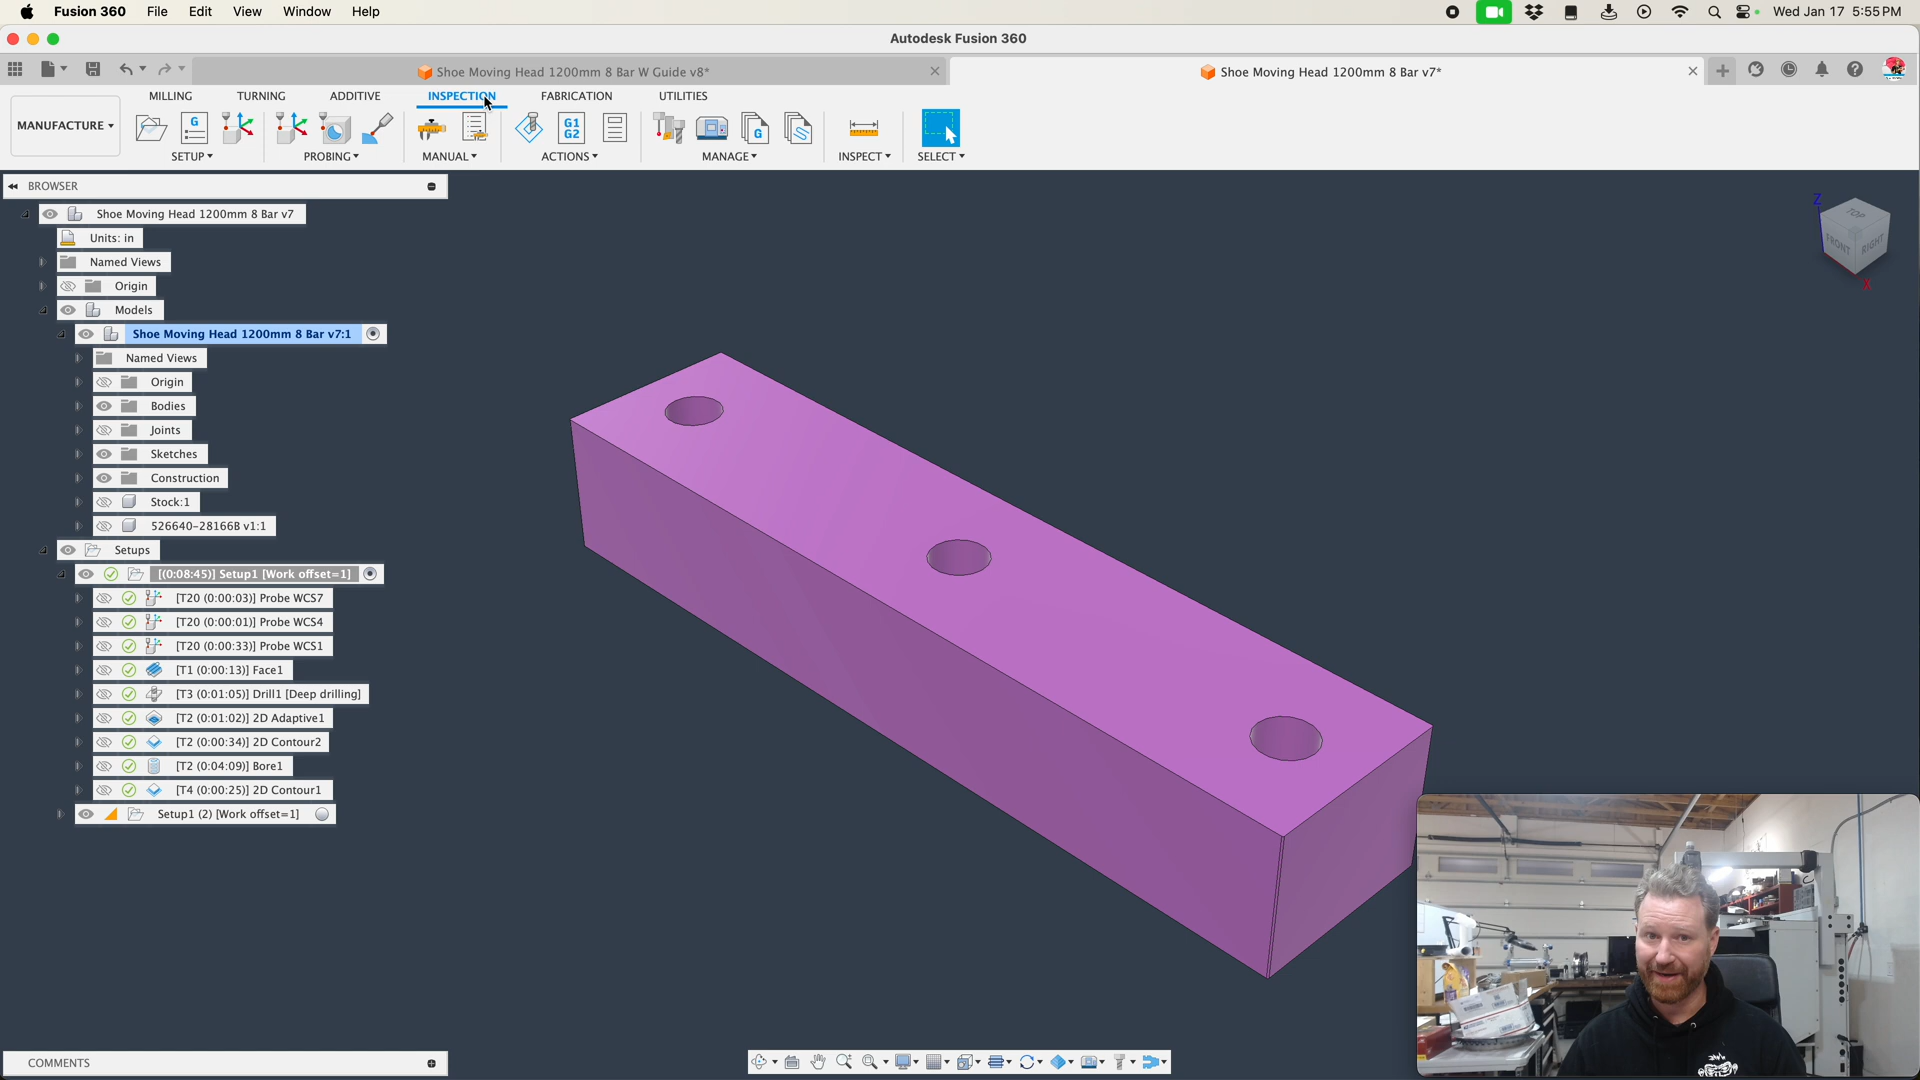 Fusion 360 File Edit View Window Help Wed Jan 17 5:55 PM
Autodesk Fusion 360
Shoe Moving Head 1200mm 8 Bar W Guide v8* Shoe Moving Head 1200mm 8 Bar v7*
MILLING TURNING ADDITIVE INSPECTION FABRICATION UTILITIES
MANUFACTURE
G G1 G2 G
SETUP PROBING MANUAL ACTIONS MANAGE INSPECT SELECT
BROWSER
Shoe Moving Head 1200mm 8 Bar v7
Units: in
Named Views
Origin
Models
Shoe Moving Head 1200mm 8 Bar v7:1
Named Views
Origin
Bodies
Joints
Sketches
Construction
Stock:1
526640-28166B v1:1
Setups
[(0:08:45)] Setup1 [Work offset=1]
[T20 (0:00:03)] Probe WCS7
[T20 (0:00:01)] Probe WCS4
[T20 (0:00:33)] Probe WCS1
[T1 (0:00:13)] Face1
[T3 (0:01:05)] Drill1 [Deep drilling]
[T2 (0:01:02)] 2D Adaptive1
[T2 (0:00:34)] 2D Contour2
[T2 (0:04:09)] Bore1
[T4 (0:00:25)] 2D Contour1
Setup1 (2) [Work offset=1]
Z
TOP
FRONT RIGHT
X
COMMENTS